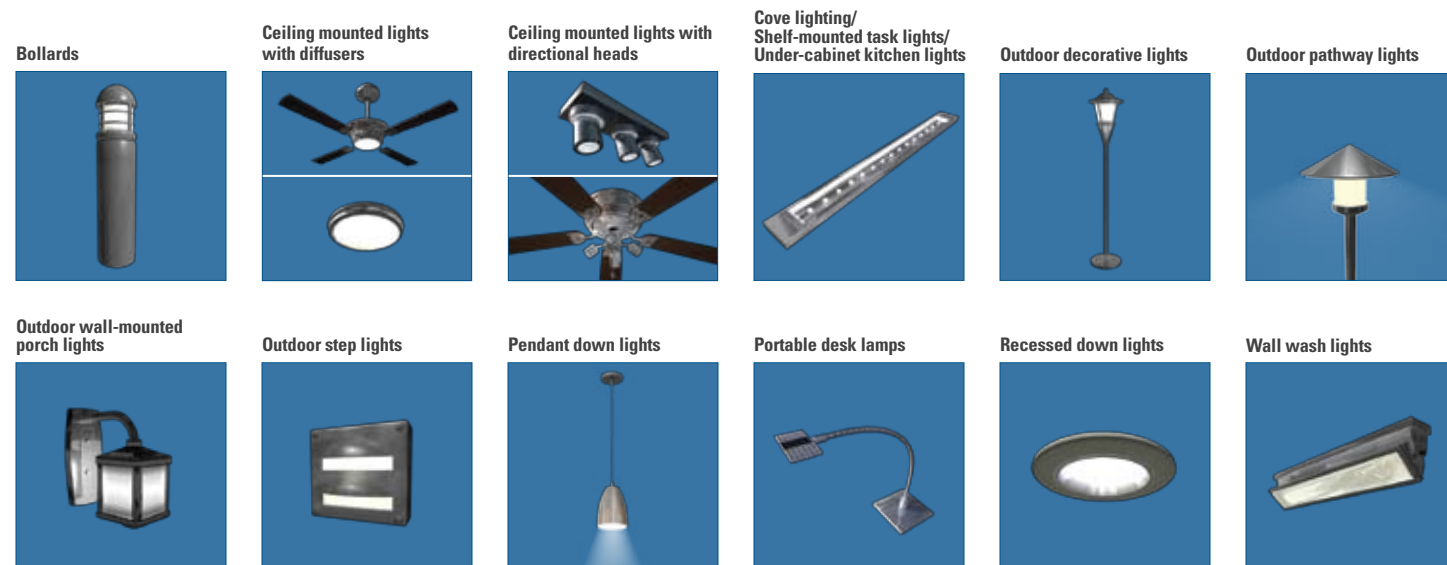 Bollards
Ceiling mounted lights
with diffusers
Ceiling mounted lights with
directional heads
Cove lighting/
Shelf-mounted task lights/
Under-cabinet kitchen lights
Outdoor decorative lights
Outdoor pathway lights
Outdoor wall-mounted
porch lights
Outdoor step lights
Pendant down lights
Portable desk lamps
Recessed down lights
Wall wash lights